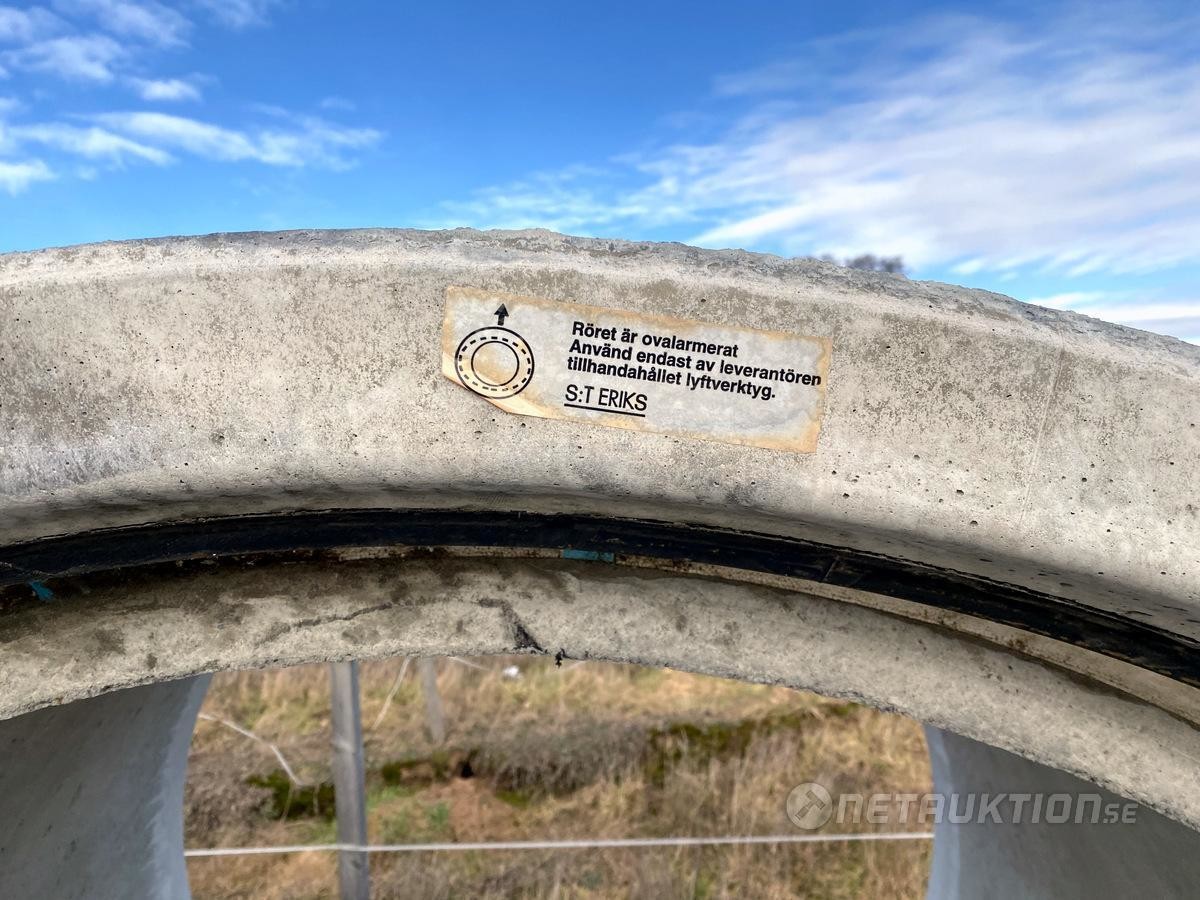 Röret är ovalarmerat
Använd endast av leverantören
tillhandahållet lyftverktyg.
S:T ERIKS
NETAUKTION.SE